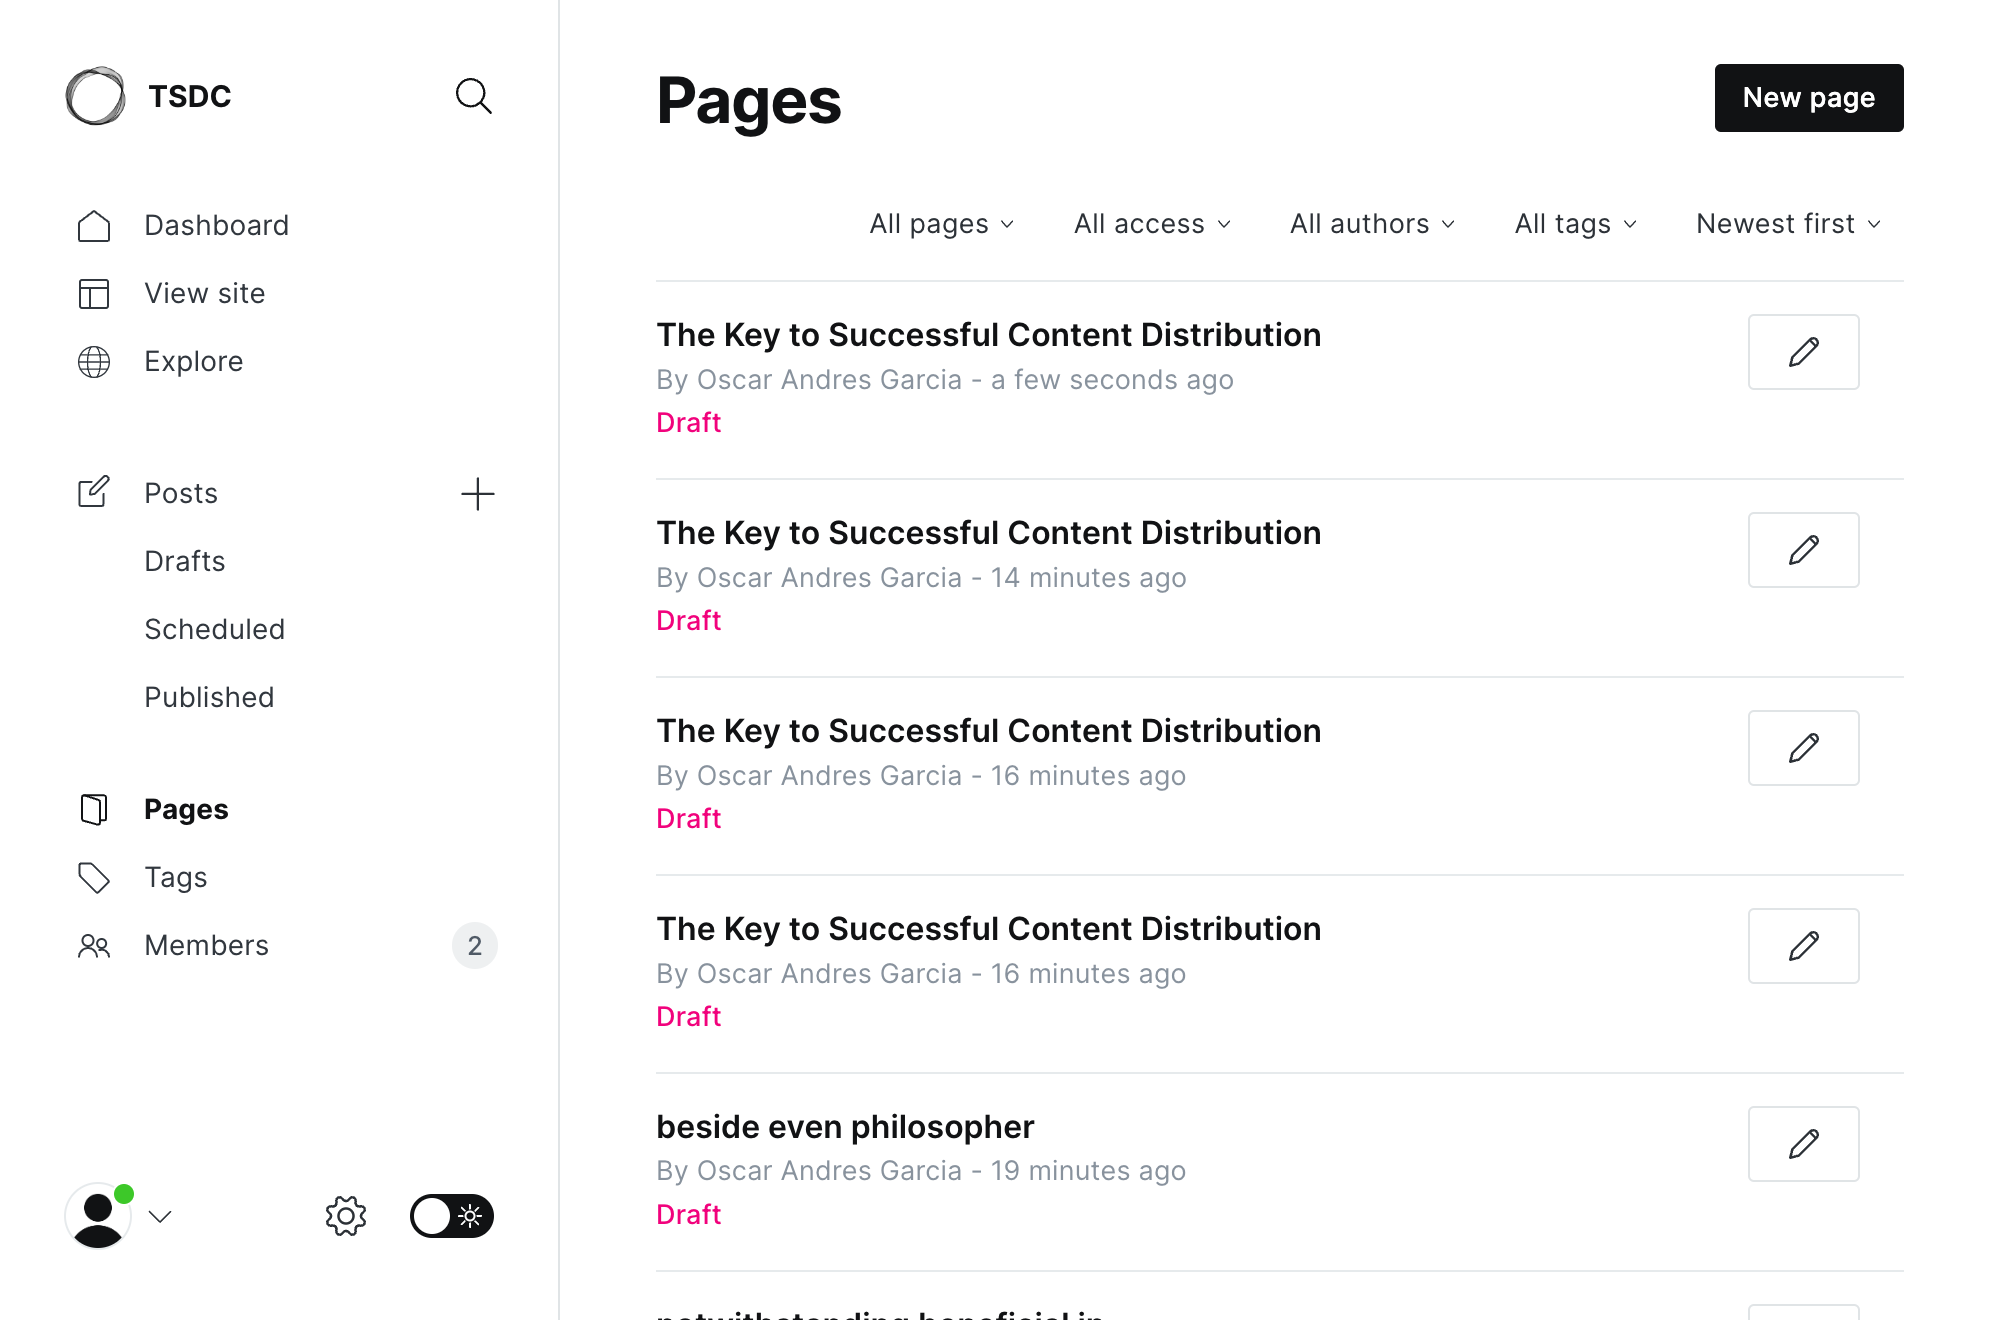 TSDC
Dashboard
View site
Explore
Posts
Drafts
Scheduled
Published
Pages
Tags
Members 2
Pages
New page
All pages All access All authors All tags Newest first
The Key to Successful Content Distribution
By Oscar Andres Garcia - a few seconds ago
Draft
The Key to Successful Content Distribution
By Oscar Andres Garcia - 14 minutes ago
Draft
The Key to Successful Content Distribution
By Oscar Andres Garcia - 16 minutes ago
Draft
The Key to Successful Content Distribution
By Oscar Andres Garcia - 16 minutes ago
Draft
beside even philosopher
By Oscar Andres Garcia - 19 minutes ago
Draft
notwithstanding beneficial in